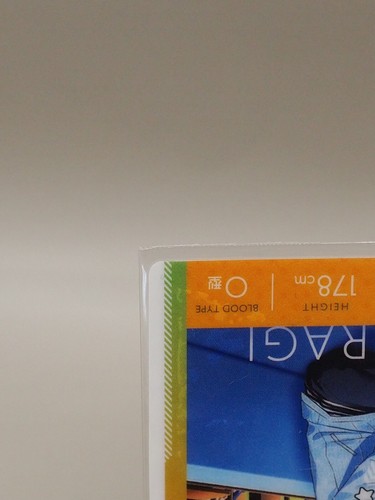 RAGI
HEIGHT
178cm
BLOOD TYPE
O型